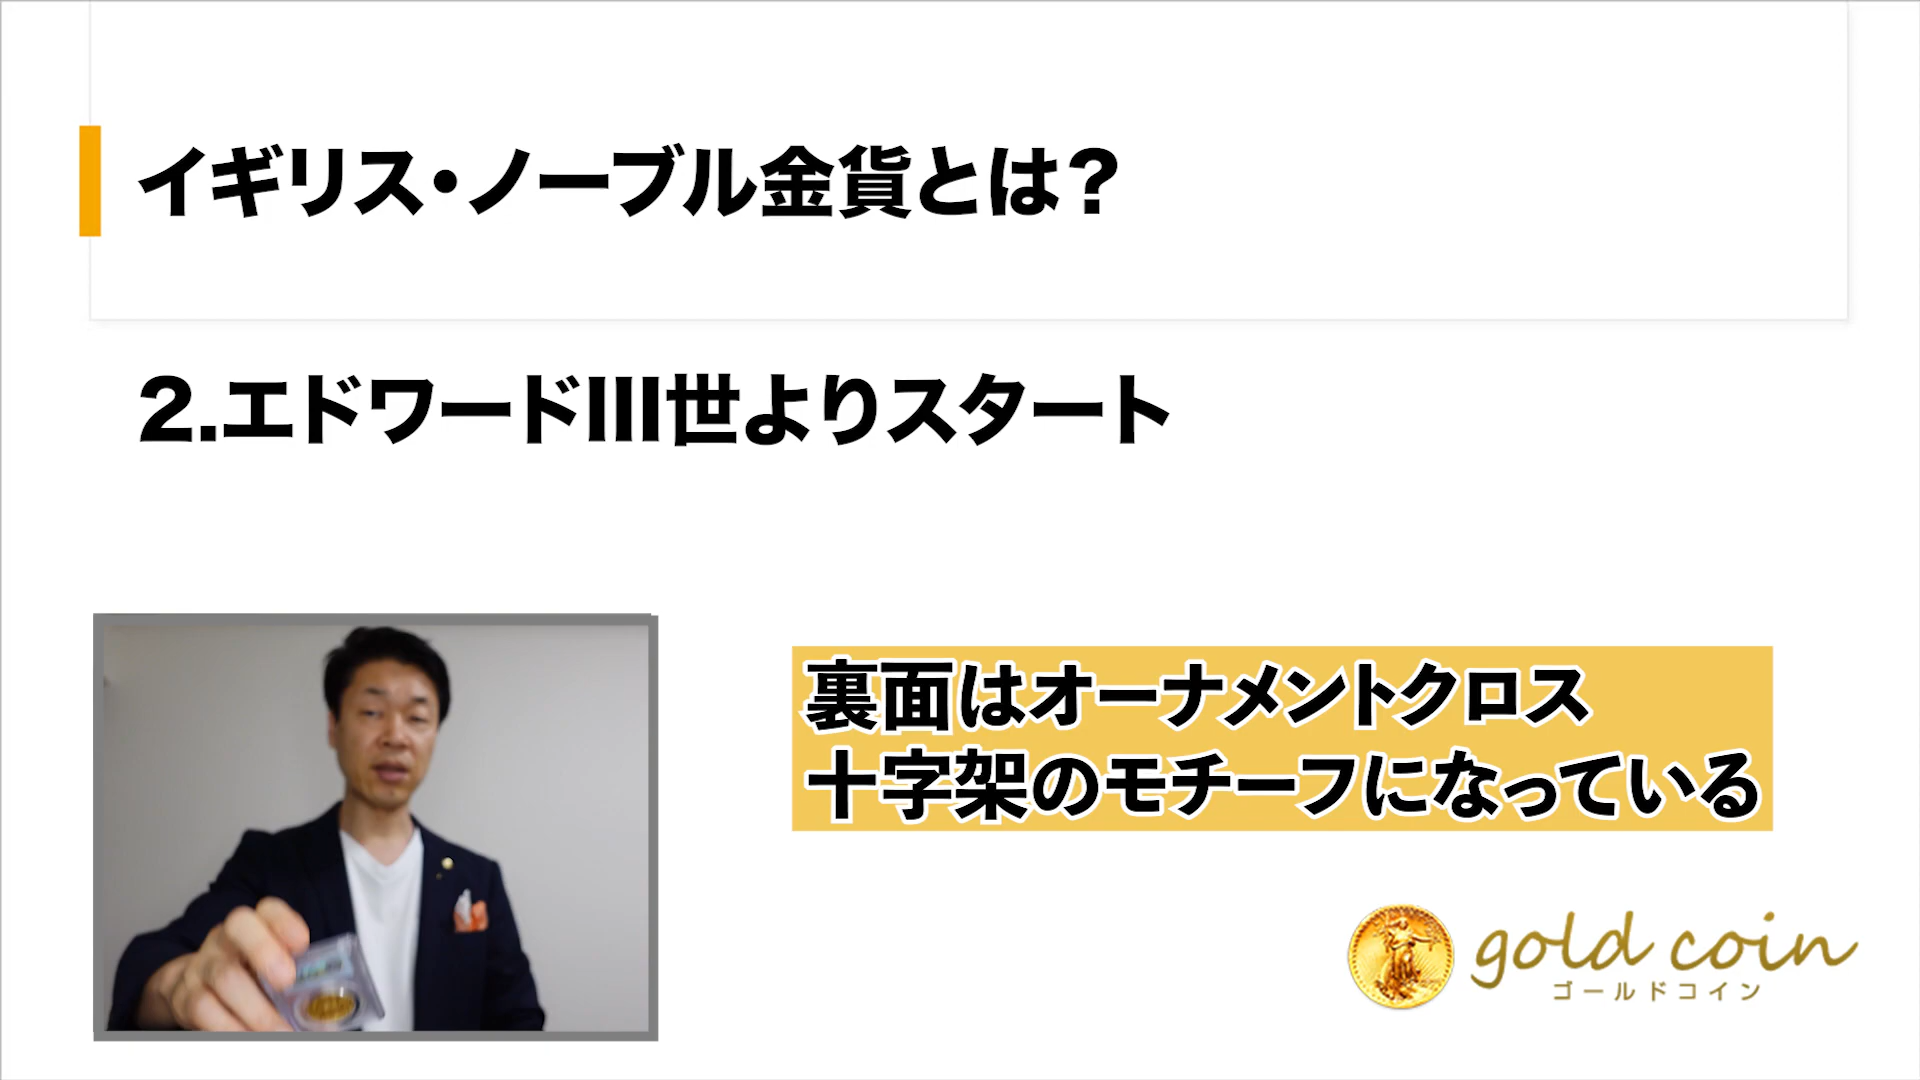 イギリス・ノーブル金貨とは？
2.エドワードIII世よりスタート
裏面はオーナメントクロス
十字架のモチーフになっている
gold coin
ゴールドコイン